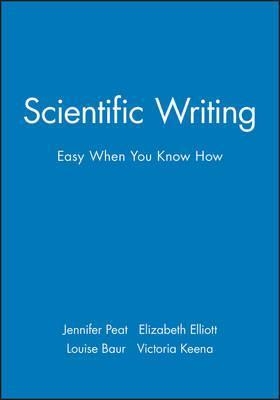 Scientific Writing
Easy When You Know How
Jennifer Peat Elizabeth Elliott
Louise Baur Victoria Keena